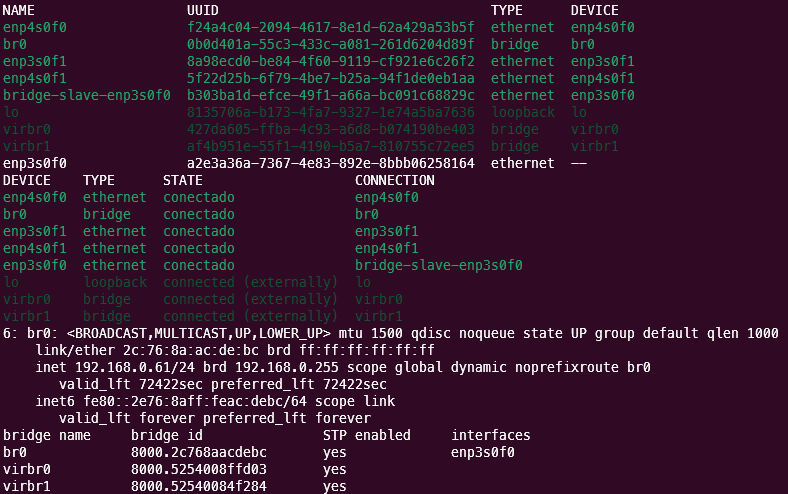 NAME UUID TYPE DEVICE
enp4s0f0 f24a4c04-2094-4617-8e1d-62a429a53b5f ethernet enp4s0f0
br0 0b0d401a-55c3-433c-a081-261d6204d89f bridge br0
enp3s0f1 8a98ecd0-be84-4f60-9119-cf921e6c26f2 ethernet enp3s0f1
enp4s0f1 5f22d25b-6f79-4be7-b25a-94f1de0eb1aa ethernet enp4s0f1
bridge-slave-enp3s0f0 b303ba1d-efce-49f1-a66a-bc091c68829c ethernet enp3s0f0
lo 8135706a-b173-4fa7-9327-1e74a5ba7636 loopback lo
virbr0 427da605-ffba-4c93-a6d8-b074190be403 bridge virbr0
virbr1 af4b951e-55f1-4190-b5a7-810755c72ee5 bridge virbr1
enp3s0f0 a2e3a36a-7367-4e83-892e-8bbb06258164 ethernet --
DEVICE TYPE STATE CONNECTION
enp4s0f0 ethernet conectado enp4s0f0
br0 bridge conectado br0
enp3s0f1 ethernet conectado enp3s0f1
enp4s0f1 ethernet conectado enp4s0f1
enp3s0f0 ethernet conectado bridge-slave-enp3s0f0
lo loopback connected (externally) lo
virbr0 bridge connected (externally) virbr0
virbr1 bridge connected (externally) virbr1
6: br0: <BROADCAST,MULTICAST,UP,LOWER_UP> mtu 1500 qdisc noqueue state UP group default qlen 1000
link/ether 2c:76:8a:ac:de:bc brd ff:ff:ff:ff:ff:ff
inet 192.168.0.61/24 brd 192.168.0.255 scope global dynamic noprefixroute br0
valid_lft 72422sec preferred_lft 72422sec
inet6 fe80::2e76:8aff:feac:debc/64 scope link
valid_lft forever preferred_lft forever
bridge name bridge id STP enabled interfaces
br0 8000.2c768aacdebc yes enp3s0f0
virbr0 8000.5254008ffd03 yes
virbr1 8000.52540084f284 yes